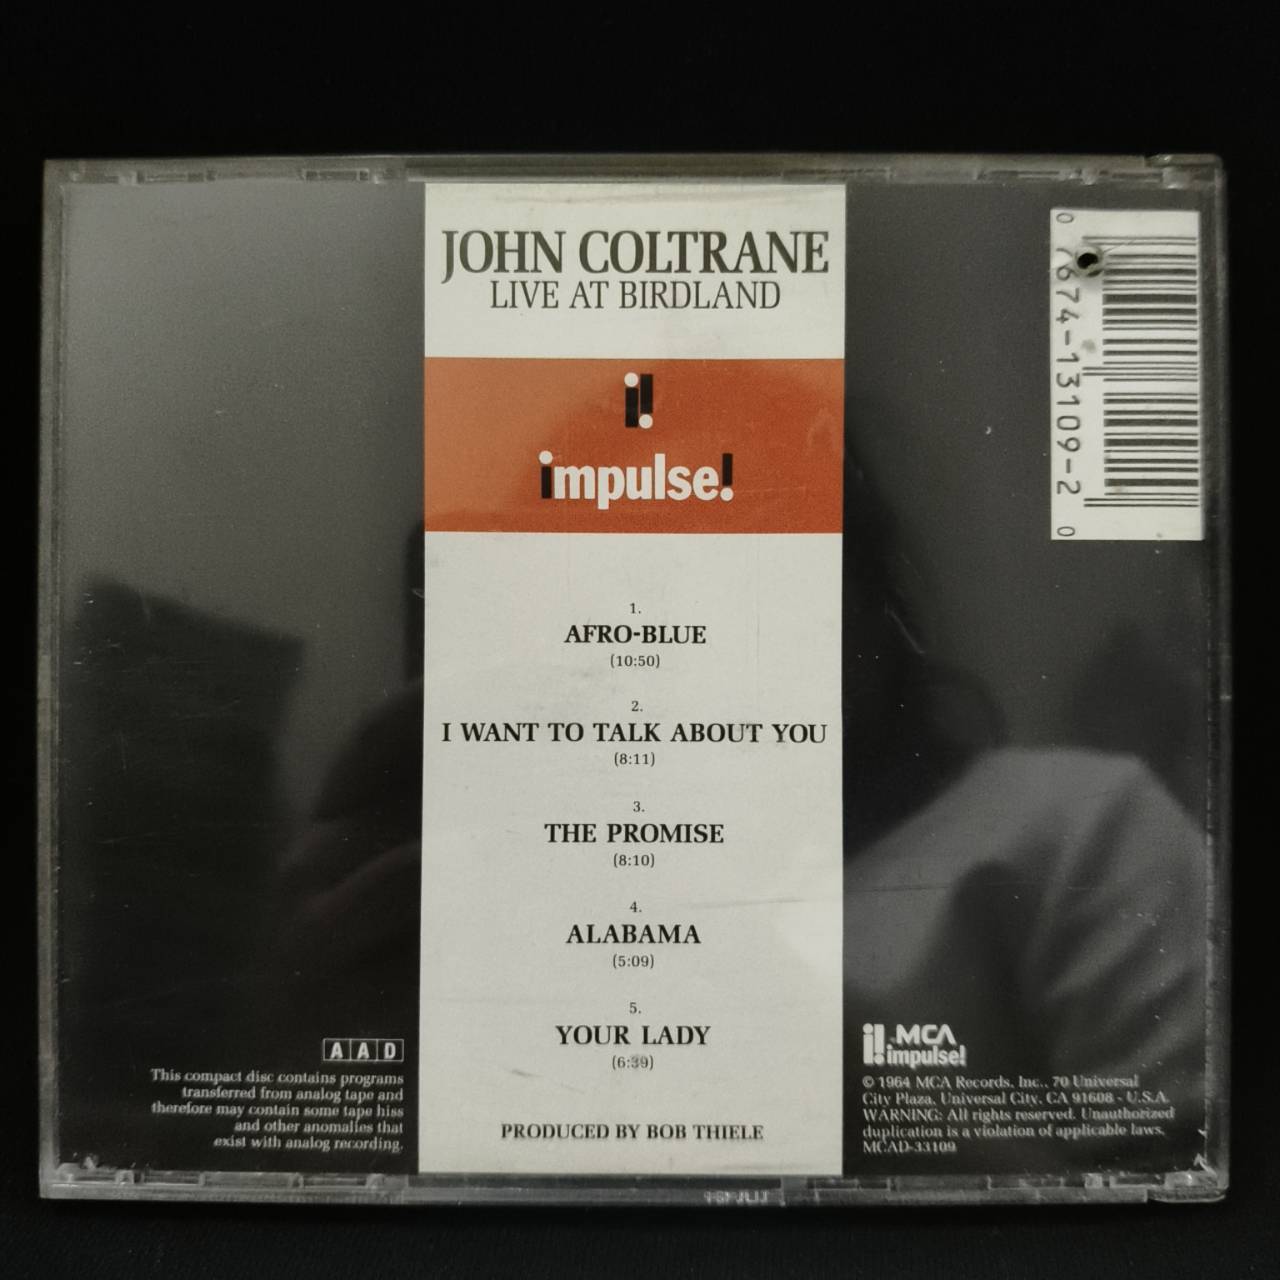 JOHN COLTRANE
LIVE AT BIRDLAND
i!
impulse!
1.
AFRO-BLUE
(10:50)
2.
I WANT TO TALK ABOUT YOU
(8:11)
3.
THE PROMISE
(8:10)
4.
ALABAMA
(5:09)
5.
YOUR LADY
(6:39)
PRODUCED BY BOB THIELE
A A D
This compact disc contains programs
transferred from analog tape and
therefore may contain some tape hiss
and other anomalies that
exist with analog recording.
0 7674-13109-2 0
i! MCA
impulse!
© 1964 MCA Records, Inc., 70 Universal
City Plaza, Universal City, CA 91608 - U.S.A.
WARNING: All rights reserved. Unauthorized
duplication is a violation of applicable laws.
MCAD-33109